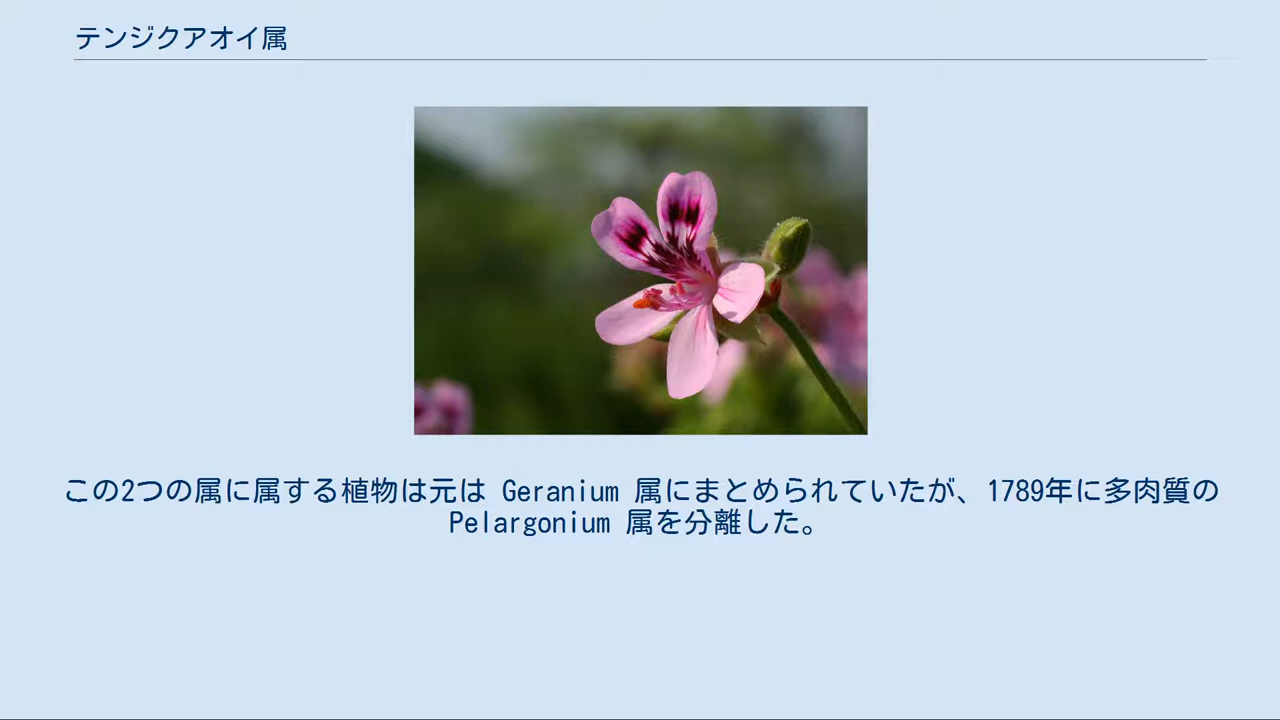 テンジクアオイ属
この2つの属に属する植物は元は Geranium 属にまとめられていたが、1789年に多肉質の
Pelargonium 属を分離した。